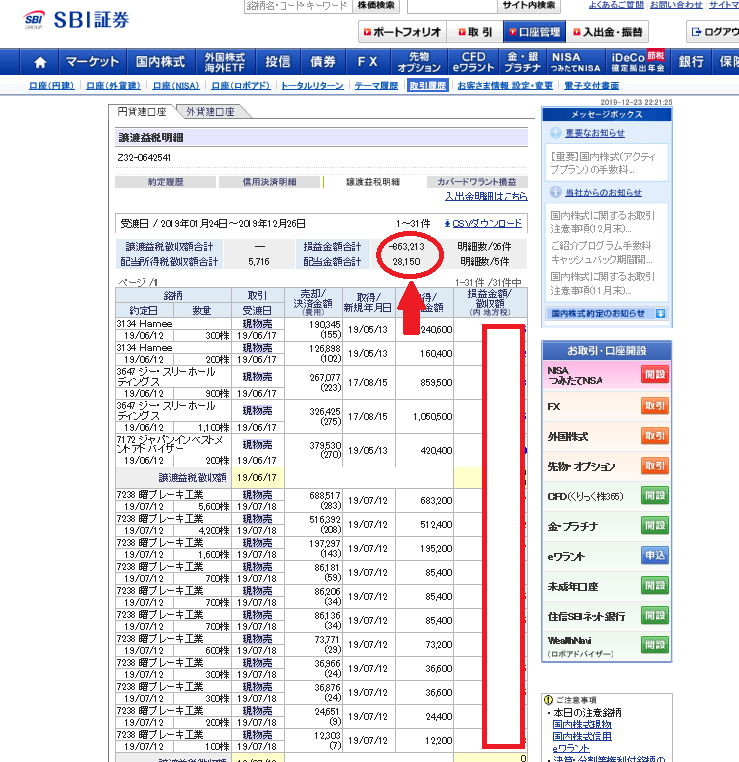 銘柄名・コード・キーワード 株価検索 サイト内検索 よくあるご質問 お問い合わせ サイトマ
SBI SBI証券
ポートフォリオ 取引 口座管理 入出金・振替 ログアウ
マーケット 国内株式 外国株式 海外ETF 投信 債券 FX 先物 オプション CFD eワラント 金・銀 プラチナ NISA つみたてNISA iDeCo 節税 確定拠出年金 銀行 保険
口座(円建) 口座(外貨建) 口座(NISA) 口座(ロボアド) トータルリターン テーマ履歴 取引履歴 お客さま情報 設定・変更 電子交付書面
2019-12-23 22:21:25
円貨建口座 外貨建口座
譲渡益税明細
Z32-0642541
約定履歴 信用決済明細 譲渡益税明細 カバードワラント損益
入出金明細はこちら
受渡日 / 2019年01月24日～2019年12月26日 1～31件 CSVダウンロード
譲渡益税徴収額合計 ― 損益金額合計 -863,213 明細数/26件
配当所得税徴収額合計 5,716 配当金額合計 28,150 明細数/5件
ページ /1 1-31件 /31件中
銘柄 取引 売却/決済金額(費用) 取得/新規年月日 得/ 金額 損益金額/徴収額(内 地方税)
約定日 数量 受渡日
3134 Hamee 現物売 190,345 (155) 19/05/13 240,600
19/06/12 300株 19/06/17
3134 Hamee 現物売 126,898 (102) 19/05/13 160,400
19/06/12 200株 19/06/17
3647 ジー・スリーホールディングス 現物売 267,077 (223) 17/08/15 859,500
19/06/12 900株 19/06/17
3647 ジー・スリーホールディングス 現物売 326,425 (275) 17/08/15 1,050,500
19/06/12 1,100株 19/06/17
7172 ジャパンインベストメントアドバイザー 現物売 379,530 (270) 19/05/13 420,400
19/06/12 200株 19/06/17
譲渡益税徴収額 19/06/17
7238 曙ブレーキ工業 現物売 688,517 (283) 19/07/12 683,200
19/07/12 5,600株 19/07/18
7238 曙ブレーキ工業 現物売 516,392 (208) 19/07/12 512,400
19/07/12 4,200株 19/07/18
7238 曙ブレーキ工業 現物売 197,297 (143) 19/07/12 195,200
19/07/12 1,600株 19/07/18
7238 曙ブレーキ工業 現物売 86,181 (59) 19/07/12 85,400
19/07/12 700株 19/07/18
7238 曙ブレーキ工業 現物売 86,206 (34) 19/07/12 85,400
19/07/12 700株 19/07/18
7238 曙ブレーキ工業 現物売 86,136 (34) 19/07/12 85,400
19/07/12 700株 19/07/18
7238 曙ブレーキ工業 現物売 73,771 (29) 19/07/12 73,200
19/07/12 600株 19/07/18
7238 曙ブレーキ工業 現物売 36,966 (24) 19/07/12 36,600
19/07/12 300株 19/07/18
7238 曙ブレーキ工業 現物売 36,876 (24) 19/07/12 36,600
19/07/12 300株 19/07/18
7238 曙ブレーキ工業 現物売 24,651 (9) 19/07/12 24,400
19/07/12 200株 19/07/18
7238 曙ブレーキ工業 現物売 12,303 (7) 19/07/12 12,200
19/07/12 100株 19/07/18
メッセージボックス
重要なお知らせ
【重要】国内株式(アクティ
ブプラン)の手数料...
当社からのお知らせ
国内株式に関するお取引
注意事項(12月末)...
ご紹介プログラム 手数料
キャッシュバック期間開...
国内株式に関するお取引
注意事項(11月末)...
国内株式約定のお知らせ
お取引・口座開設
NISA つみたてNISA 開設
FX 取引
外国株式 取引
先物・オプション 取引
CFD(くりっく株365) 開設
金・プラチナ 開設
eワラント 申込
未成年口座 開設
住信SBIネット銀行 開設
WealthNavi (ロボアドバイザー) 開設
ご注意事項
・本日の注意銘柄
国内株式現物
国内株式信用
eワラント
・決算・分割等権利付銘柄の